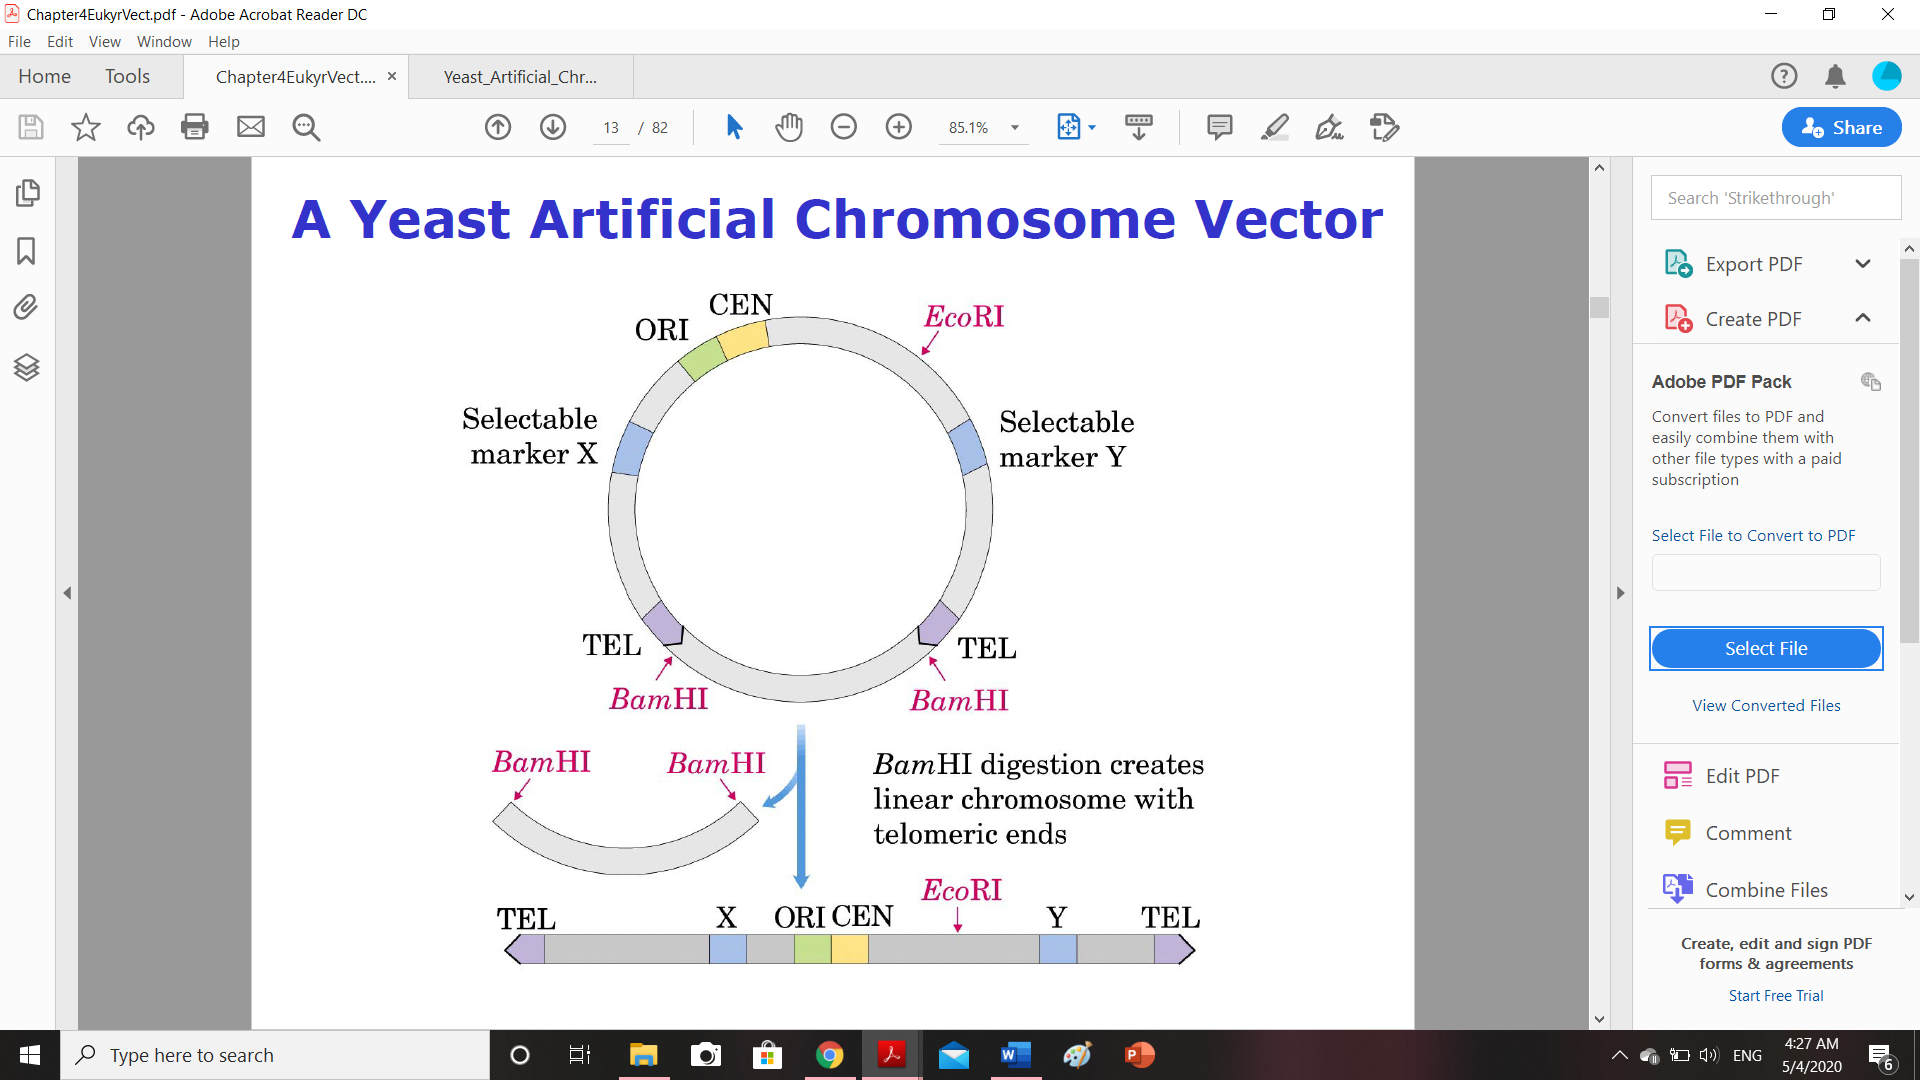 Chapter4EukyrVect.pdf - Adobe Acrobat Reader DC
File Edit View Window Help
Home Tools Chapter4EukyrVect.... × Yeast_Artificial_Chr...
13 / 82 85.1% Share
A Yeast Artificial Chromosome Vector
CEN
ORI
EcoRI
Selectable
marker X
Selectable
marker Y
TEL
TEL
BamHI
BamHI
BamHI
BamHI
BamHI digestion creates
linear chromosome with
telomeric ends
EcoRI
TEL X ORI CEN Y TEL
Search 'Strikethrough'
Export PDF
Create PDF
Adobe PDF Pack
Convert files to PDF and
easily combine them with
other file types with a paid
subscription
Select File to Convert to PDF
Select File
View Converted Files
Edit PDF
Comment
Combine Files
Create, edit and sign PDF
forms & agreements
Start Free Trial
Type here to search
ENG
4:27 AM
5/4/2020
6